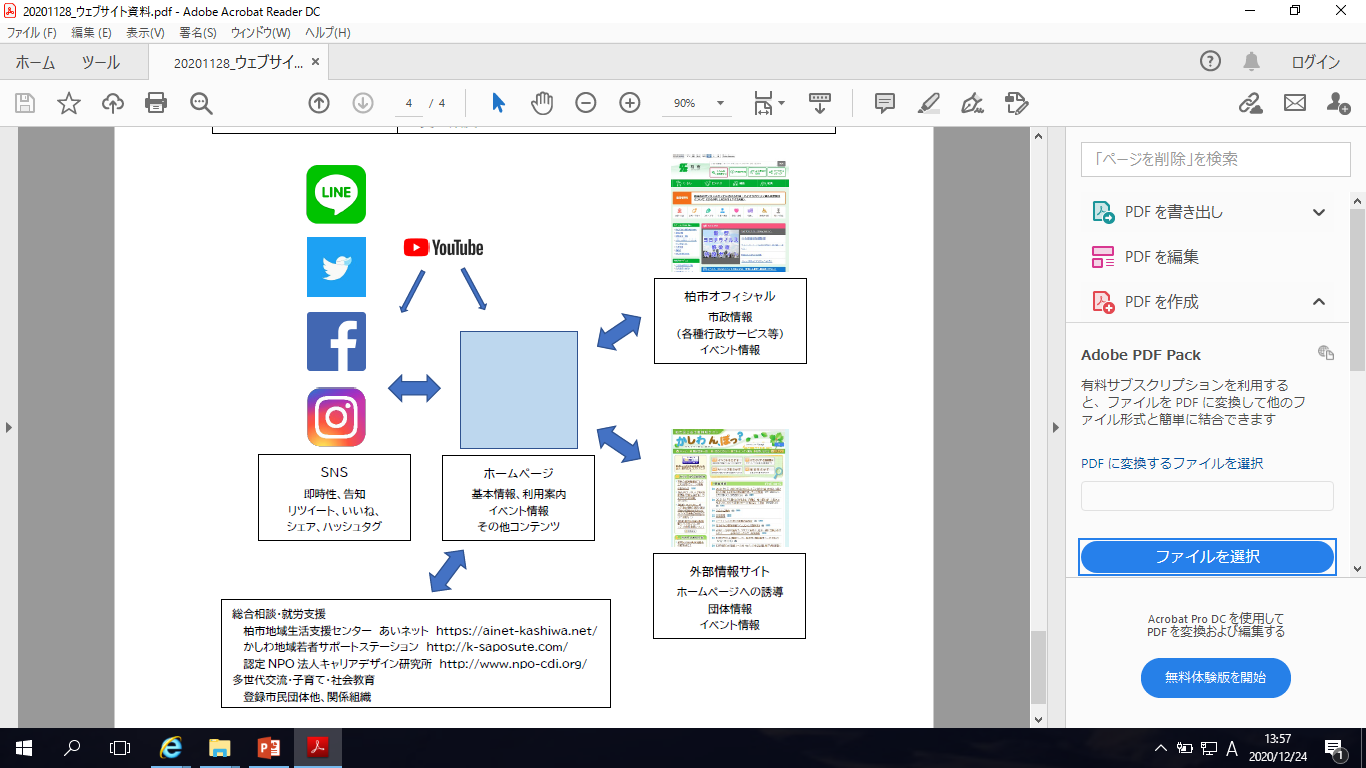 20201128_ウェブサイト資料.pdf - Adobe Acrobat Reader DC
ファイル(F) 編集(E) 表示(V) 署名(S) ウィンドウ(W) ヘルプ(H)
ホーム ツール 20201128_ウェブサイ... × ログイン
4 / 4 90%
LINE
YouTube
柏市オフィシャル
市政情報
（各種行政サービス等）
イベント情報
かしわん、ぽっ?
SNS
即時性、告知
リツイート、いいね、
シェア、ハッシュタグ
ホームページ
基本情報、利用案内
イベント情報
その他コンテンツ
外部情報サイト
ホームページへの誘導
団体情報
イベント情報
総合相談・就労支援
柏市地域生活支援センター あいネット https://ainet-kashiwa.net/
かしわ地域若者サポートステーション http://k-saposute.com/
認定NPO法人キャリアデザイン研究所 http://www.npo-cdi.org/
多世代交流・子育て・社会教育
登録市民団体他、関係組織
「ページを削除」を検索
PDF を書き出し
PDF を編集
PDF を作成
Adobe PDF Pack
有料サブスクリプションを利用する
と、ファイルを PDF に変換して他のフ
ァイル形式と簡単に結合できます
PDF に変換するファイルを選択
ファイルを選択
Acrobat Pro DC を使用して
PDF を変換および編集する
無料体験版を開始
A
13:57
2020/12/24
1